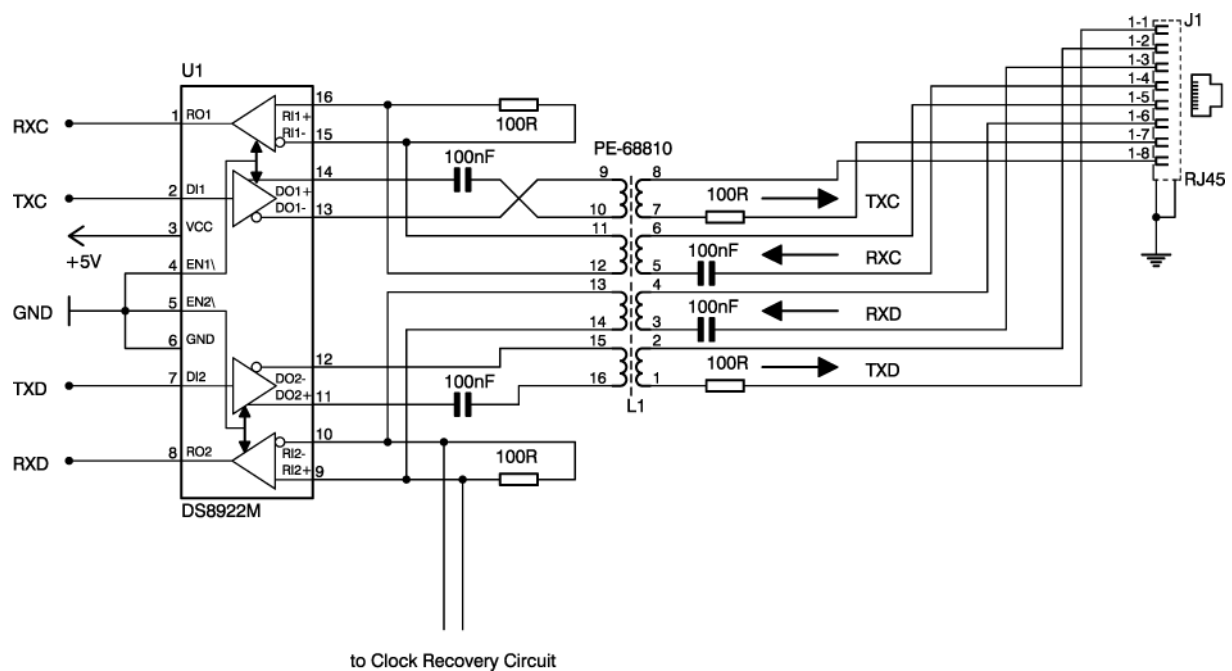 U1
RXC
1
RO1
16
RI1+
RI1-
15
100R
TXC
2
DI1
14
DO1+
DO1-
13
100nF
3
VCC
+5V
4
EN1\
GND
5
EN2\
6
GND
TXD
7
DI2
12
DO2-
DO2+
11
100nF
RXD
8
RO2
10
RI2-
RI2+
9
100R
DS8922M
to Clock Recovery Circuit
PE-68810
9
8
10
7
100R
TXC
11
6
12
5
100nF
RXC
13
4
14
3
100nF
RXD
15
2
16
1
100R
TXD
L1
J1
1-1
1-2
1-3
1-4
1-5
1-6
1-7
1-8
RJ45